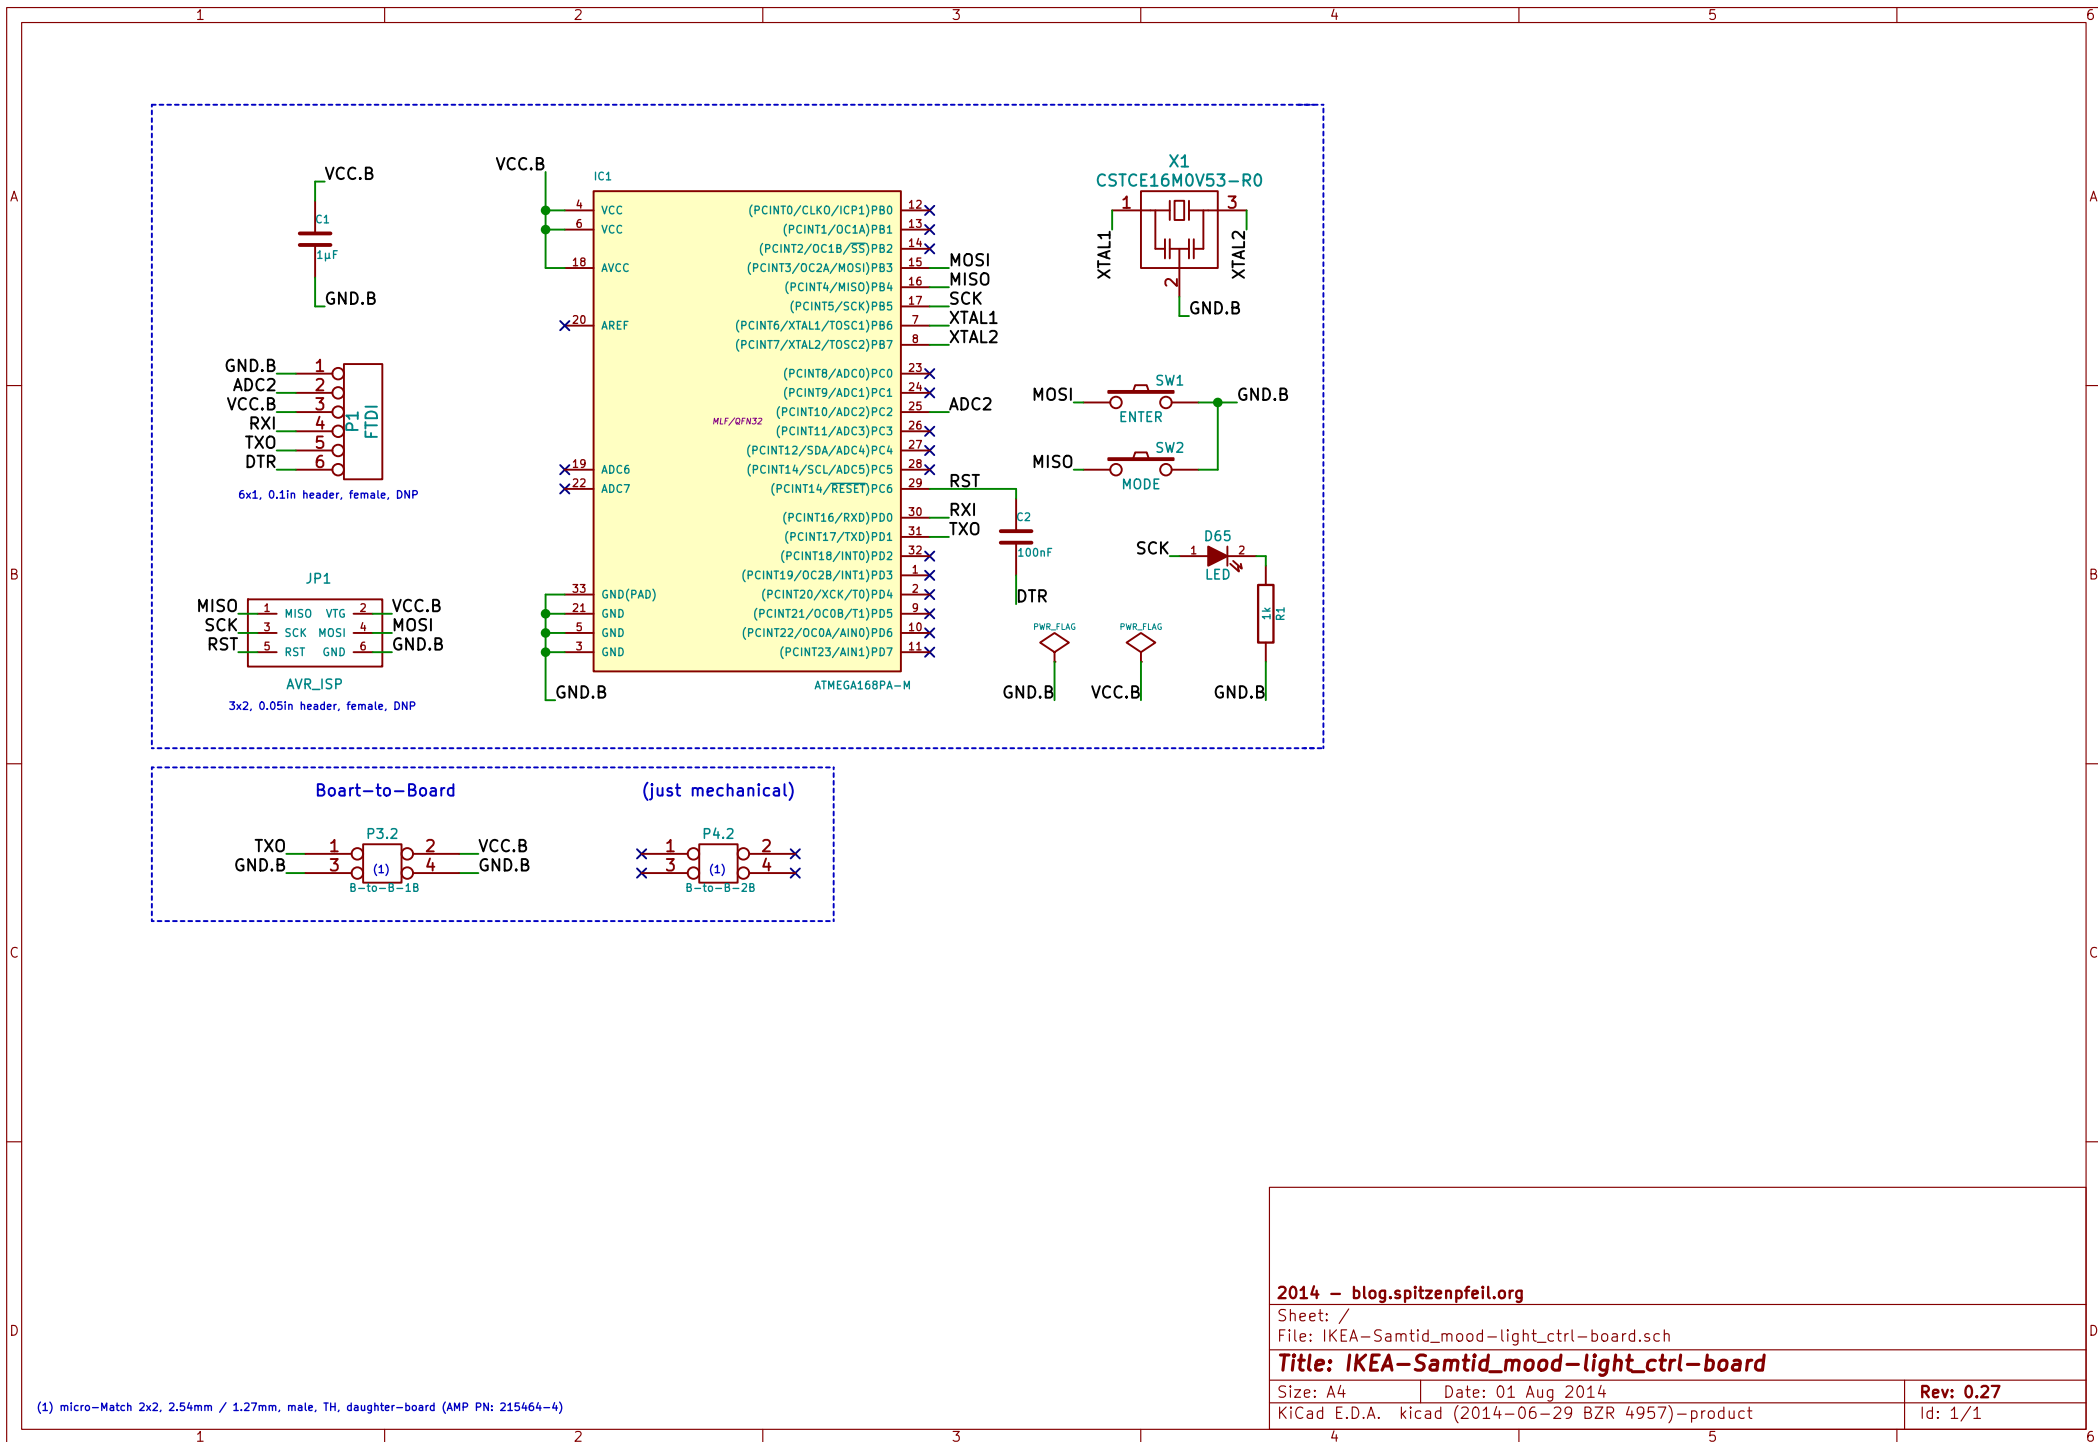 1 2 3 4 5 6
A
B
C
D
A
B
C
D
VCC.B
C1
1µF
GND.B
GND.B 1
ADC2 2
VCC.B 3
RXI 4
TXO 5
DTR 6
P1
FTDI
6x1, 0.1in header, female, DNP
JP1
MISO 1 MISO VTG 2 VCC.B
SCK 3 SCK MOSI 4 MOSI
RST 5 RST GND 6 GND.B
AVR_ISP
3x2, 0.05in header, female, DNP
VCC.B
IC1
4 VCC
6 VCC
18 AVCC
20 AREF
19 ADC6
22 ADC7
33 GND(PAD)
21 GND
5 GND
3 GND
GND.B
MLF/QFN32
(PCINT0/CLKO/ICP1)PB0 12
(PCINT1/OC1A)PB1 13
(PCINT2/OC1B/SS)PB2 14
(PCINT3/OC2A/MOSI)PB3 15 MOSI
(PCINT4/MISO)PB4 16 MISO
(PCINT5/SCK)PB5 17 SCK
(PCINT6/XTAL1/TOSC1)PB6 7 XTAL1
(PCINT7/XTAL2/TOSC2)PB7 8 XTAL2
(PCINT8/ADC0)PC0 23
(PCINT9/ADC1)PC1 24
(PCINT10/ADC2)PC2 25 ADC2
(PCINT11/ADC3)PC3 26
(PCINT12/SDA/ADC4)PC4 27
(PCINT14/SCL/ADC5)PC5 28
(PCINT14/RESET)PC6 29 RST
(PCINT16/RXD)PD0 30 RXI
(PCINT17/TXD)PD1 31 TXO
(PCINT18/INT0)PD2 32
(PCINT19/OC2B/INT1)PD3 1
(PCINT20/XCK/T0)PD4 2
(PCINT21/OC0B/T1)PD5 9
(PCINT22/OC0A/AIN0)PD6 10
(PCINT23/AIN1)PD7 11
ATMEGA168PA-M
C2
100nF
DTR
X1
CSTCE16M0V53-R0
1 3
XTAL1
XTAL2
2
GND.B
SW1
MOSI GND.B
ENTER
SW2
MISO
MODE
D65
SCK 1 2
LED
1k
R1
GND.B
PWR_FLAG
GND.B
PWR_FLAG
VCC.B
Boart-to-Board
(just mechanical)
P3.2
TXO 1 2 VCC.B
GND.B 3 (1) 4 GND.B
B-to-B-1B
P4.2
1 2
3 (1) 4
B-to-B-2B
(1) micro-Match 2x2, 2.54mm / 1.27mm, male, TH, daughter-board (AMP PN: 215464-4)
2014 - blog.spitzenpfeil.org
Sheet: /
File: IKEA-Samtid_mood-light_ctrl-board.sch
Title: IKEA-Samtid_mood-light_ctrl-board
Size: A4 Date: 01 Aug 2014 Rev: 0.27
KiCad E.D.A. kicad (2014-06-29 BZR 4957)-product Id: 1/1
1 2 3 4 5 6